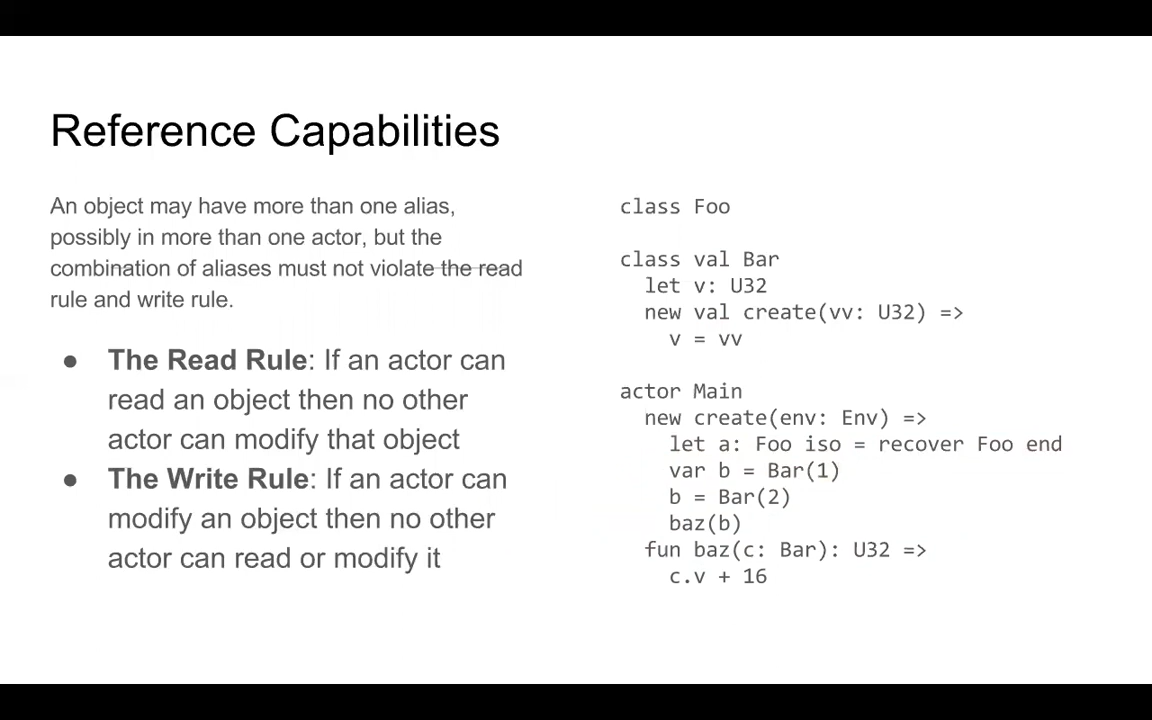 Reference Capabilities
An object may have more than one alias,
possibly in more than one actor, but the
combination of aliases must not violate the read
rule and write rule.
● The Read Rule: If an actor can
read an object then no other
actor can modify that object
● The Write Rule: If an actor can
modify an object then no other
actor can read or modify it
class Foo
class val Bar
  let v: U32
  new val create(vv: U32) =>
    v = vv
actor Main
  new create(env: Env) =>
    let a: Foo iso = recover Foo end
    var b = Bar(1)
    b = Bar(2)
    baz(b)
  fun baz(c: Bar): U32 =>
    c.v + 16